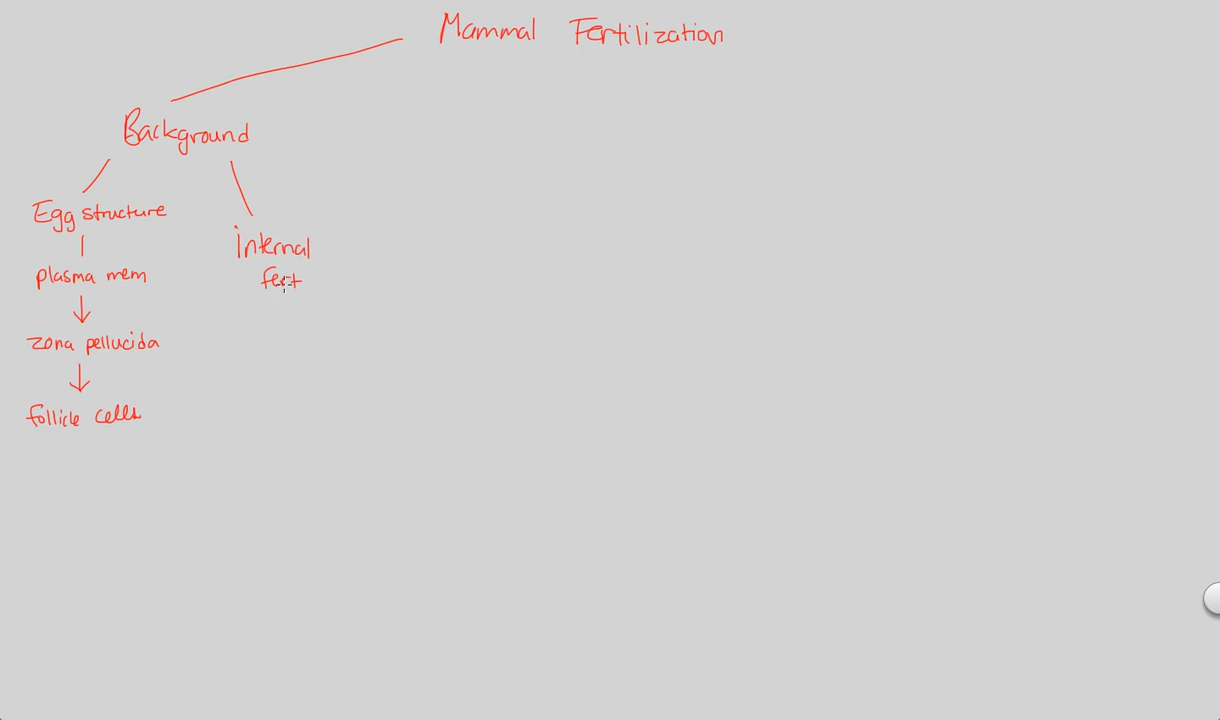 Mammal Fertilization
Background
Egg structure
internal
fert
plasma mem
zona pellucida
follicle cells